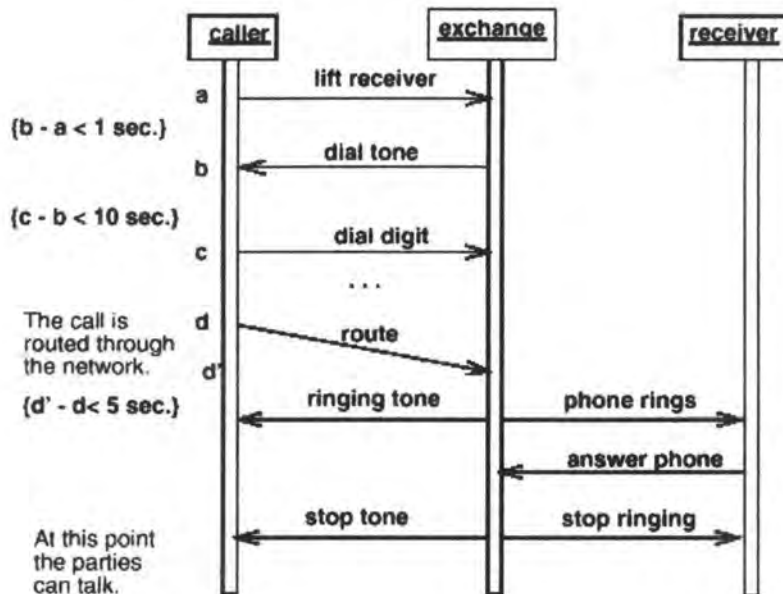 caller
exchange
receiver
a
lift receiver
{b - a < 1 sec.}
b
dial tone
{c - b < 10 sec.}
c
dial digit
. . .
The call is
routed through
the network.
d
route
d'
{d' - d< 5 sec.}
ringing tone
phone rings
answer phone
stop tone
stop ringing
At this point
the parties
can talk.